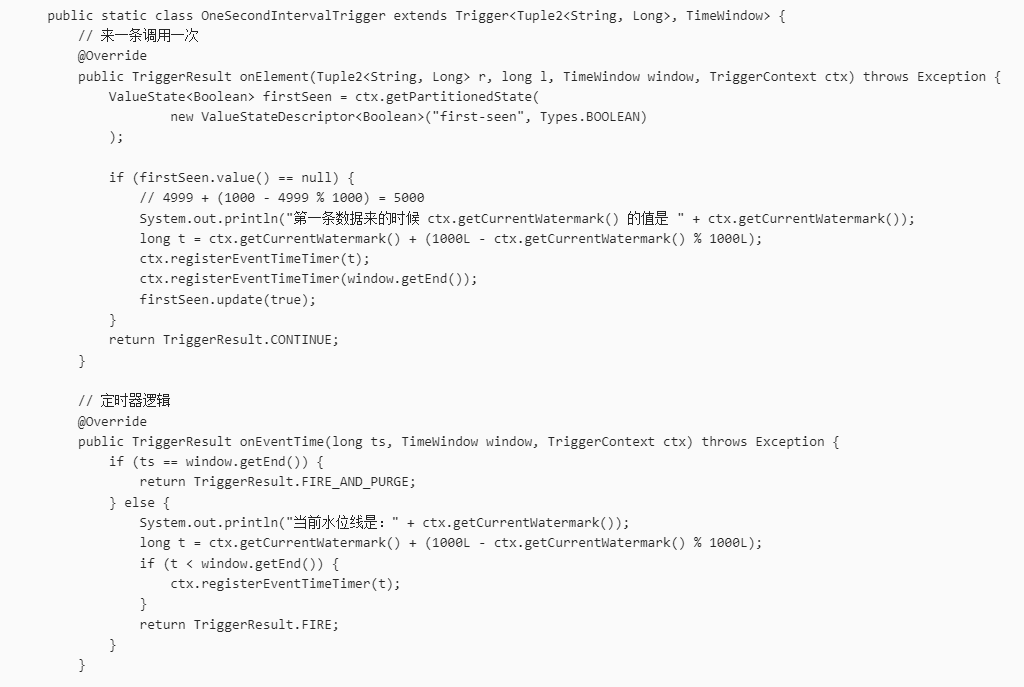 public static class OneSecondIntervalTrigger extends Trigger<Tuple2<String, Long>, TimeWindow> {
    // 来一条调用一次
    @Override
    public TriggerResult onElement(Tuple2<String, Long> r, long l, TimeWindow window, TriggerContext ctx) throws Exception {
        ValueState<Boolean> firstSeen = ctx.getPartitionedState(
                new ValueStateDescriptor<Boolean>("first-seen", Types.BOOLEAN)
        );

        if (firstSeen.value() == null) {
            // 4999 + (1000 - 4999 % 1000) = 5000
            System.out.println("第一条数据来的时候 ctx.getCurrentWatermark() 的值是 " + ctx.getCurrentWatermark());
            long t = ctx.getCurrentWatermark() + (1000L - ctx.getCurrentWatermark() % 1000L);
            ctx.registerEventTimeTimer(t);
            ctx.registerEventTimeTimer(window.getEnd());
            firstSeen.update(true);
        }
        return TriggerResult.CONTINUE;
    }

    // 定时器逻辑
    @Override
    public TriggerResult onEventTime(long ts, TimeWindow window, TriggerContext ctx) throws Exception {
        if (ts == window.getEnd()) {
            return TriggerResult.FIRE_AND_PURGE;
        } else {
            System.out.println("当前水位线是：" + ctx.getCurrentWatermark());
            long t = ctx.getCurrentWatermark() + (1000L - ctx.getCurrentWatermark() % 1000L);
            if (t < window.getEnd()) {
                ctx.registerEventTimeTimer(t);
            }
            return TriggerResult.FIRE;
        }
    }